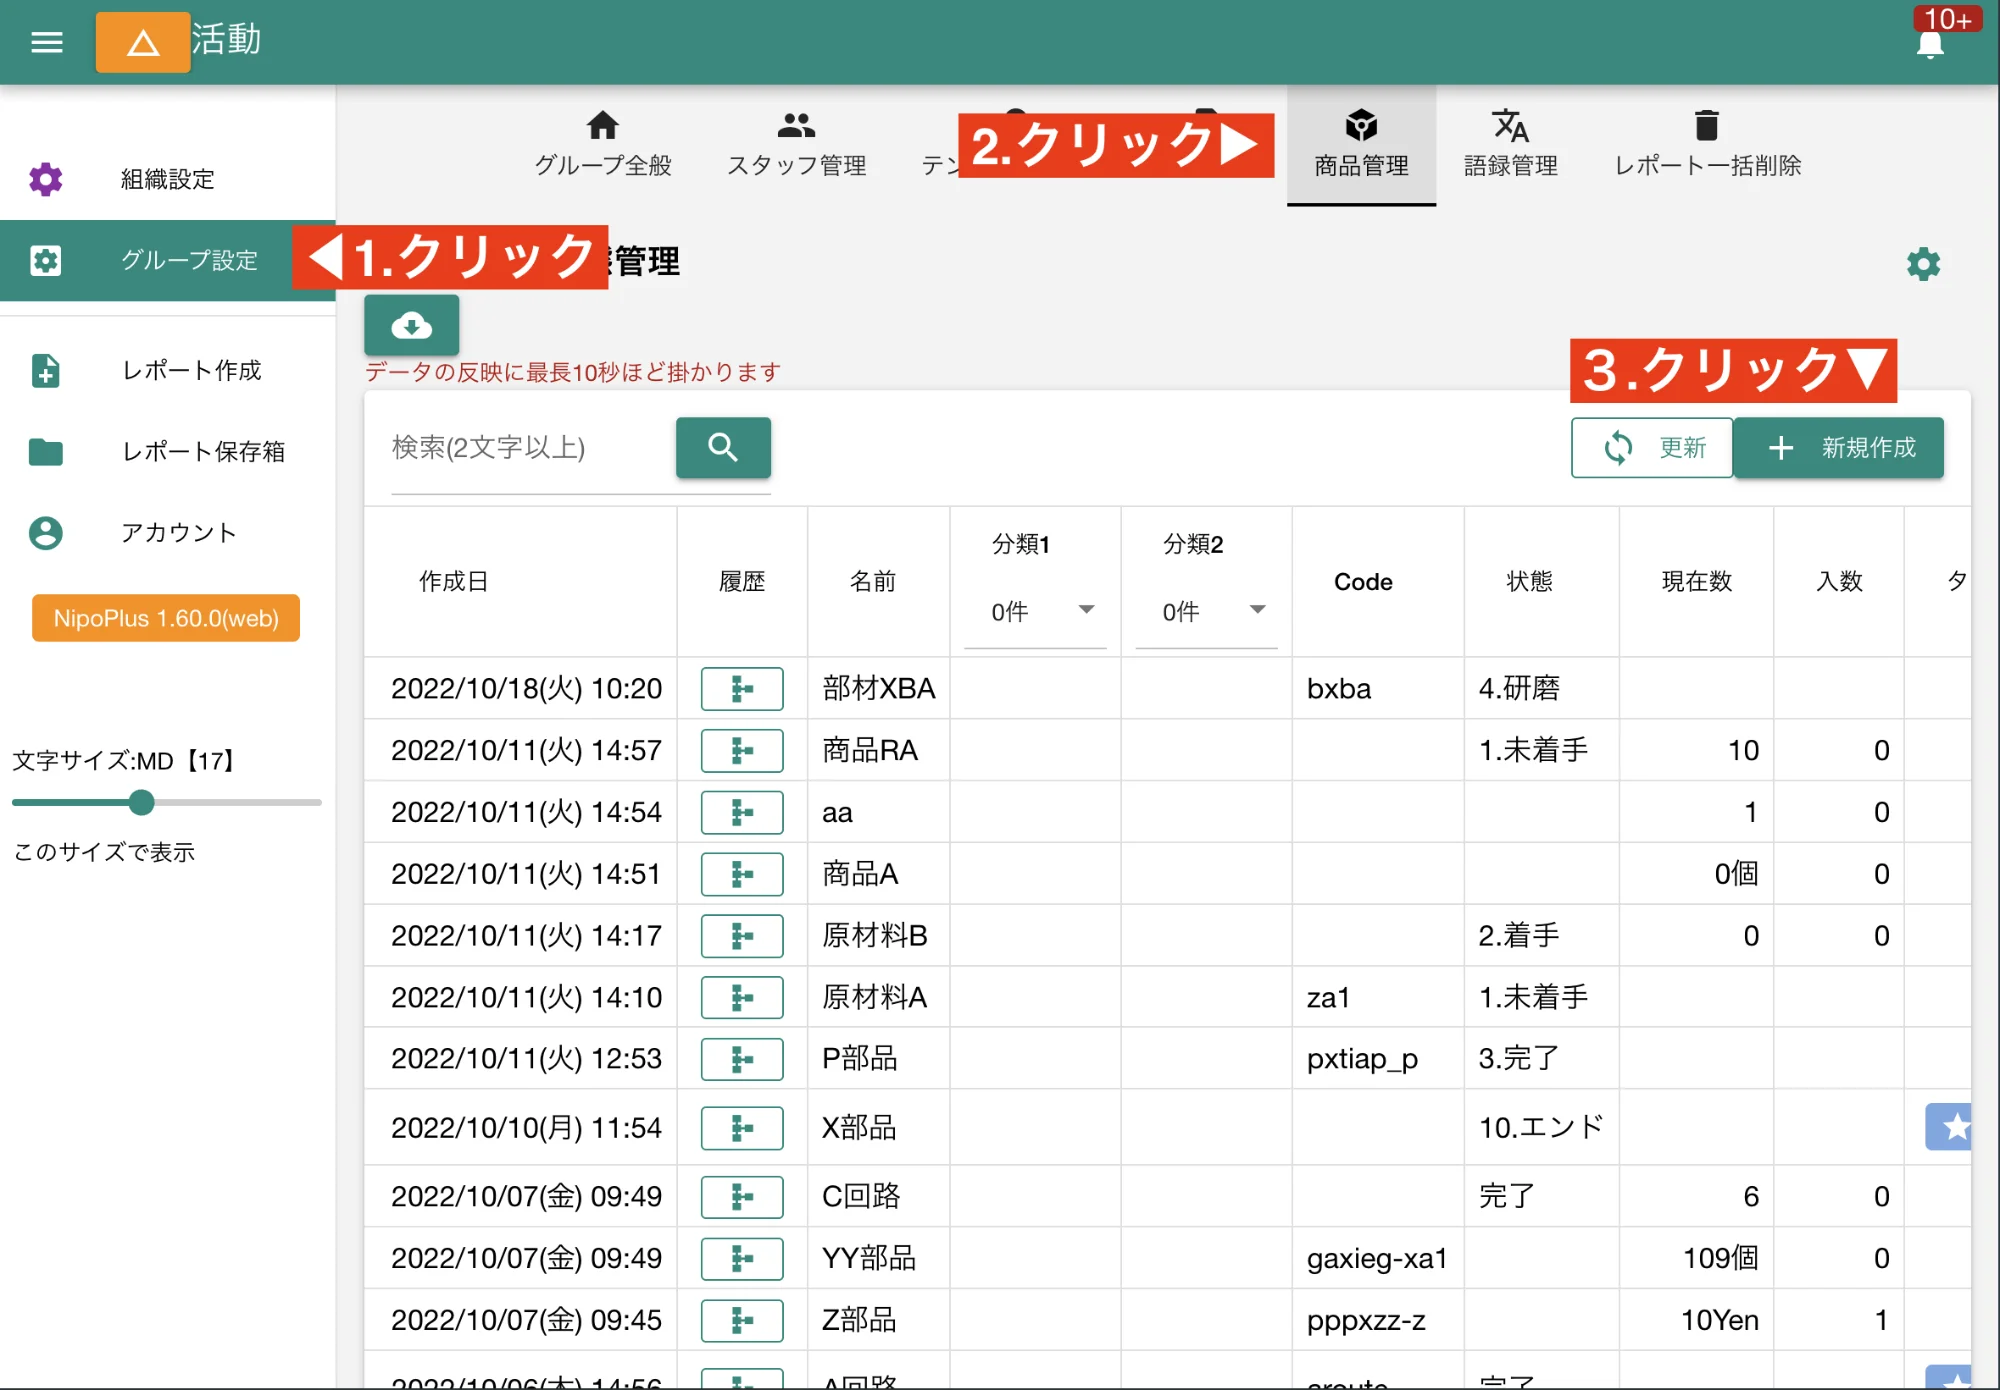 活動
10+
組織設定
グループ設定
レポート作成
レポート保存箱
アカウント
NipoPlus 1.60.0(web)
文字サイズ:MD【17】
このサイズで表示
グループ全般
スタッフ管理
テン
2.クリック▶
商品管理
語録管理
レポート一括削除
◀1.クリック
管理
データの反映に最長10秒ほど掛かります
3.クリック▼
検索(2文字以上)
更新
新規作成
作成日 履歴 名前 分類1 0件 分類2 0件 Code 状態 現在数 入数 タ
2022/10/18(火) 10:20 部材XBA bxba 4.研磨
2022/10/11(火) 14:57 商品RA 1.未着手 10 0
2022/10/11(火) 14:54 aa 1 0
2022/10/11(火) 14:51 商品A 0個 0
2022/10/11(火) 14:17 原材料B 2.着手 0 0
2022/10/11(火) 14:10 原材料A za1 1.未着手
2022/10/11(火) 12:53 P部品 pxtiap_p 3.完了
2022/10/10(月) 11:54 X部品 10.エンド
2022/10/07(金) 09:49 C回路 完了 6 0
2022/10/07(金) 09:49 YY部品 gaxieg-xa1 109個 0
2022/10/07(金) 09:45 Z部品 pppxzz-z 10Yen 1
2022/10/06(木) 14:56 A回路 完了